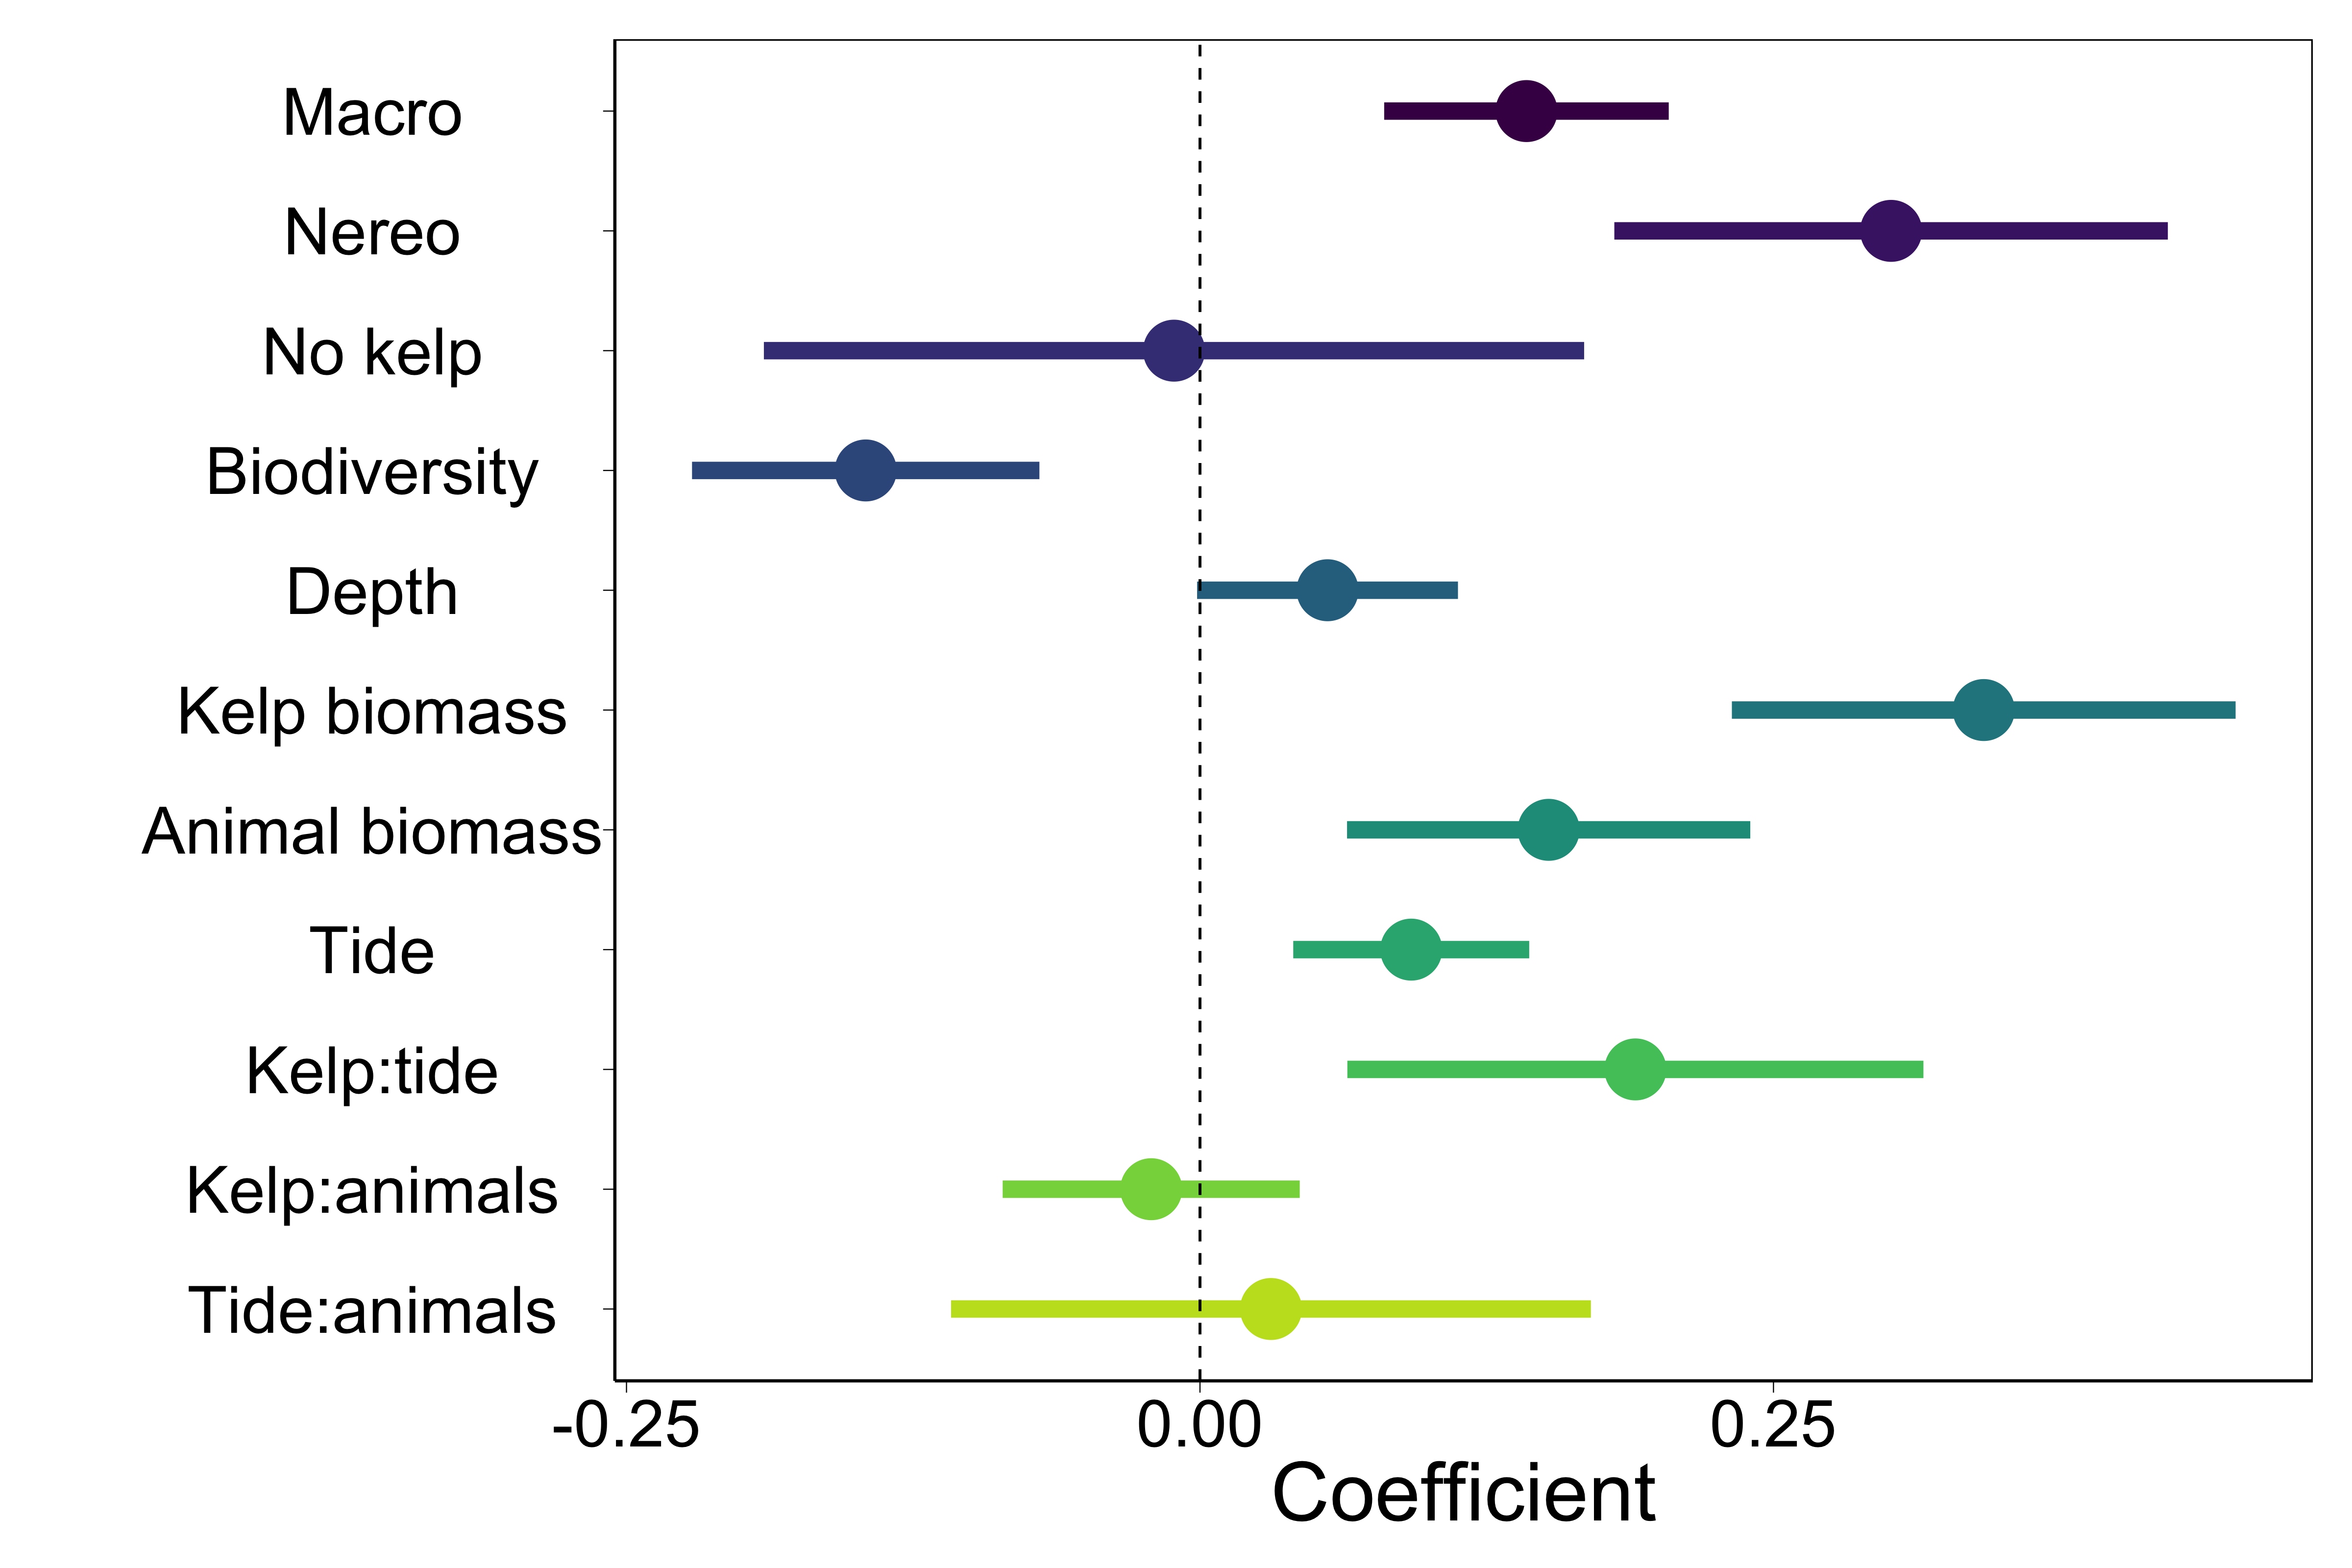 Macro
Nereo
No kelp
Biodiversity
Depth
Kelp biomass
Animal biomass
Tide
Kelp:tide
Kelp:animals
Tide:animals
-0.25 0.00 0.25
Coefficient